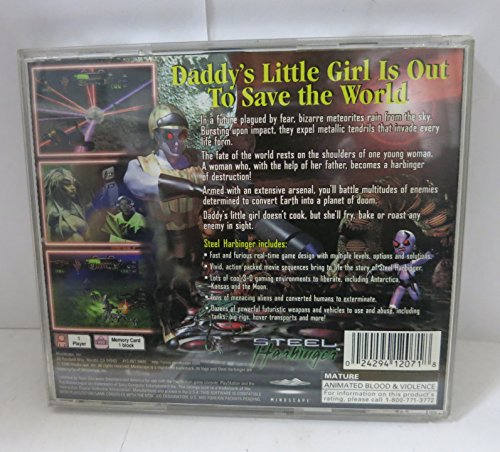 Daddy's Little Girl Is Out
To Save the World
In a future plagued by fear, bizarre meteorites rain from the sky.
Bursting upon impact, they expel metallic tendrils that invade every
life form.
The fate of the world rests on the shoulders of one young woman.
A woman who, with the help of her father, becomes a harbinger
of destruction!
Armed with an extensive arsenal, you'll battle multitudes of enemies
determined to convert Earth into a planet of doom.
Daddy's little girl doesn't cook, but she'll fry, bake or roast any
enemy in sight.
Steel Harbinger includes:
• Fast and furious real-time game design with multiple levels, options and solutions.
• Vivid, action packed movie sequences bring to life the story of Steel Harbinger.
• Lots of cool 3-D gaming environments to liberate, including Antarctica,
Kansas and the Moon.
• Tons of menacing aliens and converted humans to exterminate.
• Dozens of powerful futuristic weapons and vehicles to use and abuse, including
tanks, big rigs, hover transports and more!
1
Player
Memory Card
1 block
STEEL
Harbinger
MINDSCAPE
0 24294 12071 8
MATURE
ANIMATED BLOOD & VIOLENCE
For information on this product's
rating, please call 1-800-771-3772